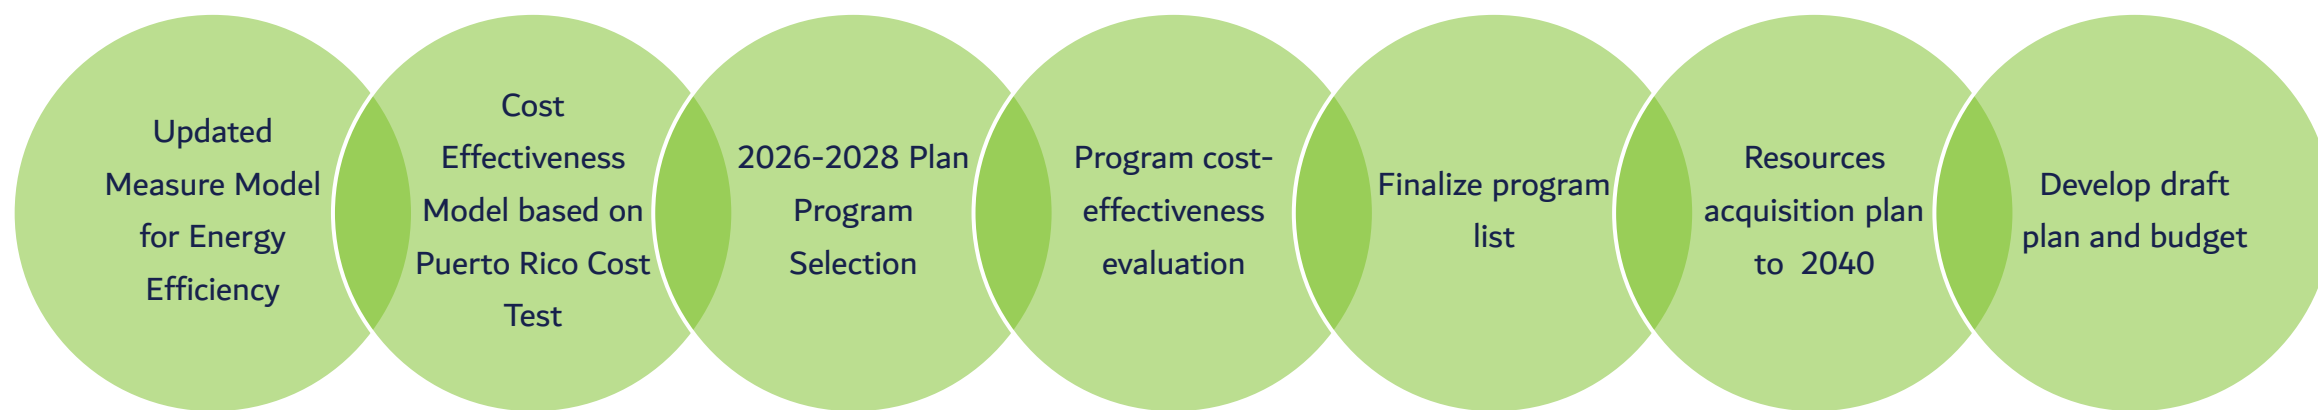 Updated
Measure Model
for Energy
Efficiency
Cost
Effectiveness
Model based on
Puerto Rico Cost
Test
2026-2028 Plan
Program
Selection
Program cost-
effectiveness
evaluation
Finalize program
list
Resources
acquisition plan
to 2040
Develop draft
plan and budget